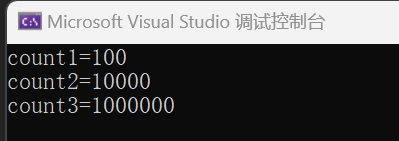 Microsoft Visual Studio 调试控制台
count1=100
count2=10000
count3=1000000